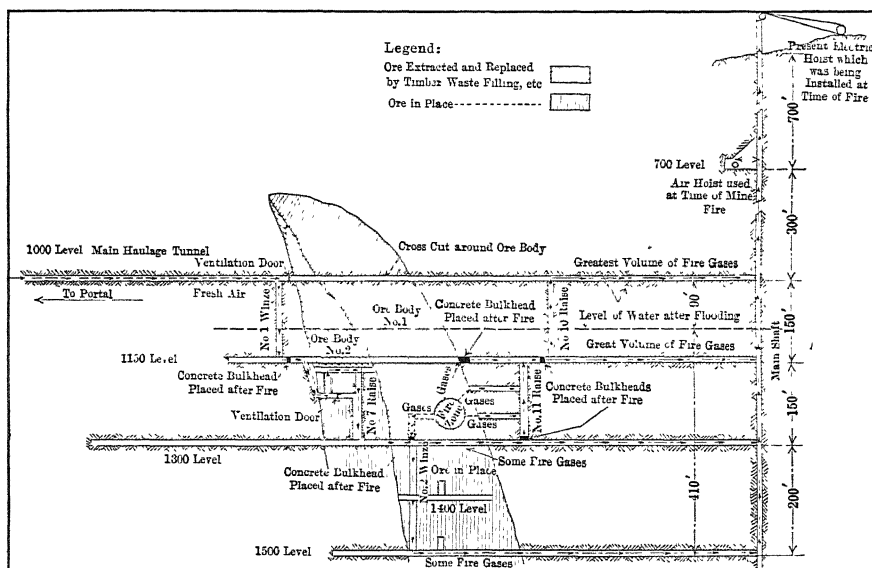 Legend:
Ore Extracted and Replaced
by Timber Waste Filling, etc
Ore in Place
Present Electric
Hoist which
was being
Installed at
Time of Fire
700'
700 Level
Air Hoist used
at Time of Mine
Fire
300'
1000 Level Main Haulage Tunnel
Ventilation Door
Cross Cut around Ore Body
Greatest Volume of Fire Gases
To Portal
Fresh Air
No.1 Winze
Ore Body
No.1
Ore Body
No.2
Concrete Bulkhead
Placed after Fire
No 10 Raise
Level of Water after Flooding
Great Volume of Fire Gases
150'
Main Shaft
1150 Level
Concrete Bulkhead
Placed after Fire
Ventilation Door
No 7 Raise
Gases
Gases
Gases
Gases
Fire
Zone
No.11 Raise
Concrete Bulkheads
Placed after Fire
150'
1300 Level
Concrete Bulkhead
Placed after Fire
No.2 Winze
Some Fire Gases
Ore in Place
1400 Level
410'
200'
1500 Level
Some Fire Gases